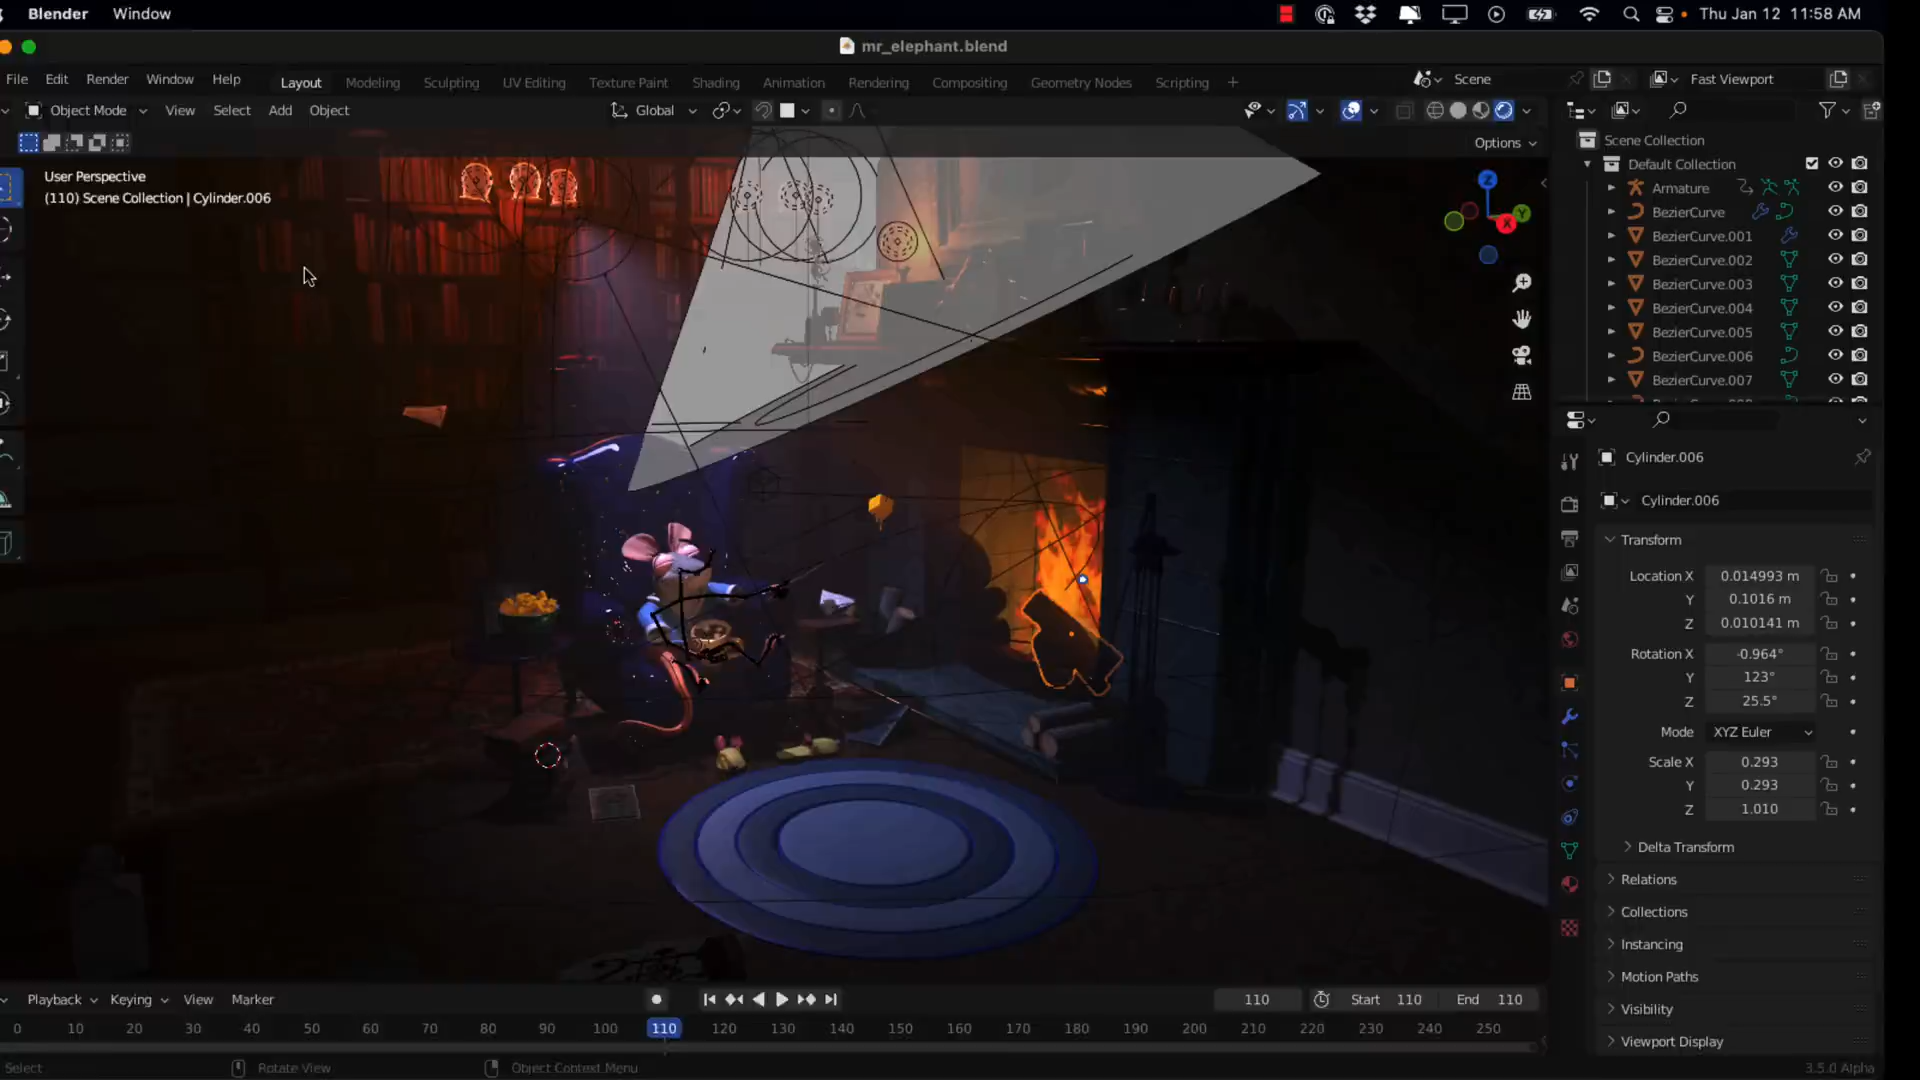 Blender Window Thu Jan 12 11:58 AM
mr_elephant.blend
File Edit Render Window Help Layout Modeling Sculpting UV Editing Texture Paint Shading Animation Rendering Compositing Geometry Nodes Scripting + Scene Fast Viewport
Object Mode View Select Add Object Global
Options
User Perspective
(110) Scene Collection | Cylinder.006
Z
Y
X
Scene Collection
Default Collection
Armature
BezierCurve
BezierCurve.001
BezierCurve.002
BezierCurve.003
BezierCurve.004
BezierCurve.005
BezierCurve.006
BezierCurve.007
Cylinder.006
Cylinder.006
Transform
Location X 0.014993 m
Y 0.1016 m
Z 0.010141 m
Rotation X -0.964°
Y 123°
Z 25.5°
Mode XYZ Euler
Scale X 0.293
Y 0.293
Z 1.010
Delta Transform
Relations
Collections
Instancing
Motion Paths
Visibility
Viewport Display
Playback Keying View Marker 110 Start 110 End 110
0 10 20 30 40 50 60 70 80 90 100 110 120 130 140 150 160 170 180 190 200 210 220 230 240 250
Select Rotate View Object Context Menu 3.5.0 Alpha